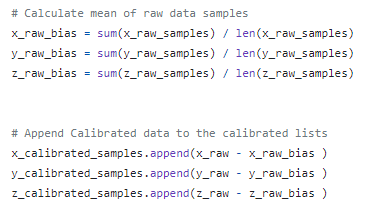 # Calculate mean of raw data samples
x_raw_bias = sum(x_raw_samples) / len(x_raw_samples)
y_raw_bias = sum(y_raw_samples) / len(y_raw_samples)
z_raw_bias = sum(z_raw_samples) / len(z_raw_samples)
# Append Calibrated data to the calibrated lists
x_calibrated_samples.append(x_raw - x_raw_bias )
y_calibrated_samples.append(y_raw - y_raw_bias )
z_calibrated_samples.append(z_raw - z_raw_bias )